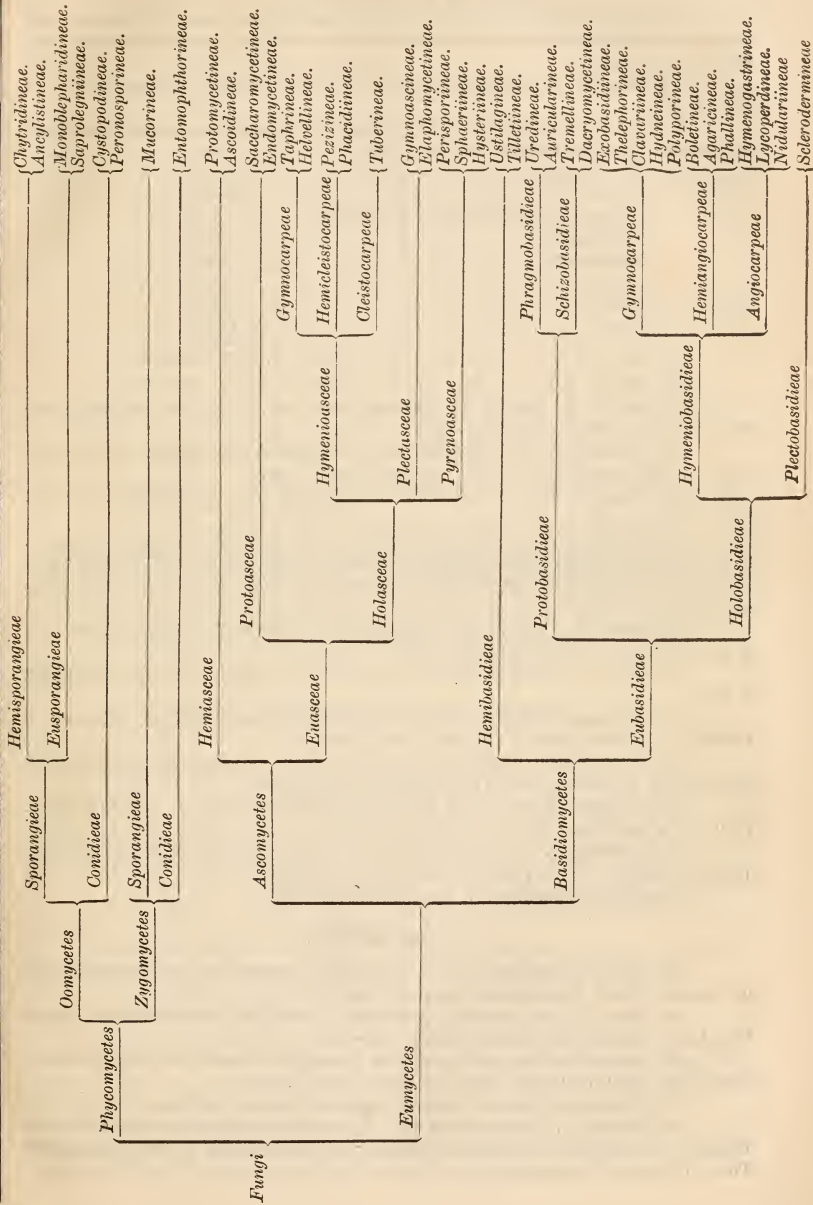 Fungi
Phycomycetes
Eumycetes
Oomycetes
Zygomycetes
Ascomycetes
Basidiomycetes
Sporangieae
Conidieae
Sporangieae
Conidieae
Hemisporangieae
Eusporangieae
Hemiasceae
Euasceae
Hemibasidieae
Eubasidieae
Protoasceae
Holasceae
Protobasidieae
Holobasidieae
Hymenioasceae
Plectasceae
Pyrenoasceae
Hymeniobasidieae
Plectobasidieae
Gymnocarpeae
Hemicleistocarpeae
Cleistocarpeae
Phragmobasidieae
Schizobasidieae
Gymnocarpeae
Hemiangiocarpeae
Angiocarpeae
Chytridineae.
Ancylistineae.
Monoblepharidineae.
Saprolegniineae.
Cystopodineae.
Peronosporineae.
Mucorineae.
Entomophthorineae.
Protomycetineae.
Ascoidineae.
Saccharomycetineae.
Endomycetineae.
Taphrineae.
Helvellineae.
Pezizineae.
Phacidiineae.
Tuberineae.
Gymnoascineae.
Elaphomycetineae.
Perisporiineae.
Sphaeriineae.
Hysteriineae.
Ustilagineae.
Tilletiineae.
Uredineae.
Auricularineae.
Tremellineae.
Dacryomycetineae.
Exobasidiineae.
Thelephorineae.
Clavariineae.
Hydneineae.
Polyporineae.
Boletineae.
Agaricineae.
Phallineae.
Hymenogastrineae.
Lycoperdineae.
Nidulariineae
Sclerodermineae